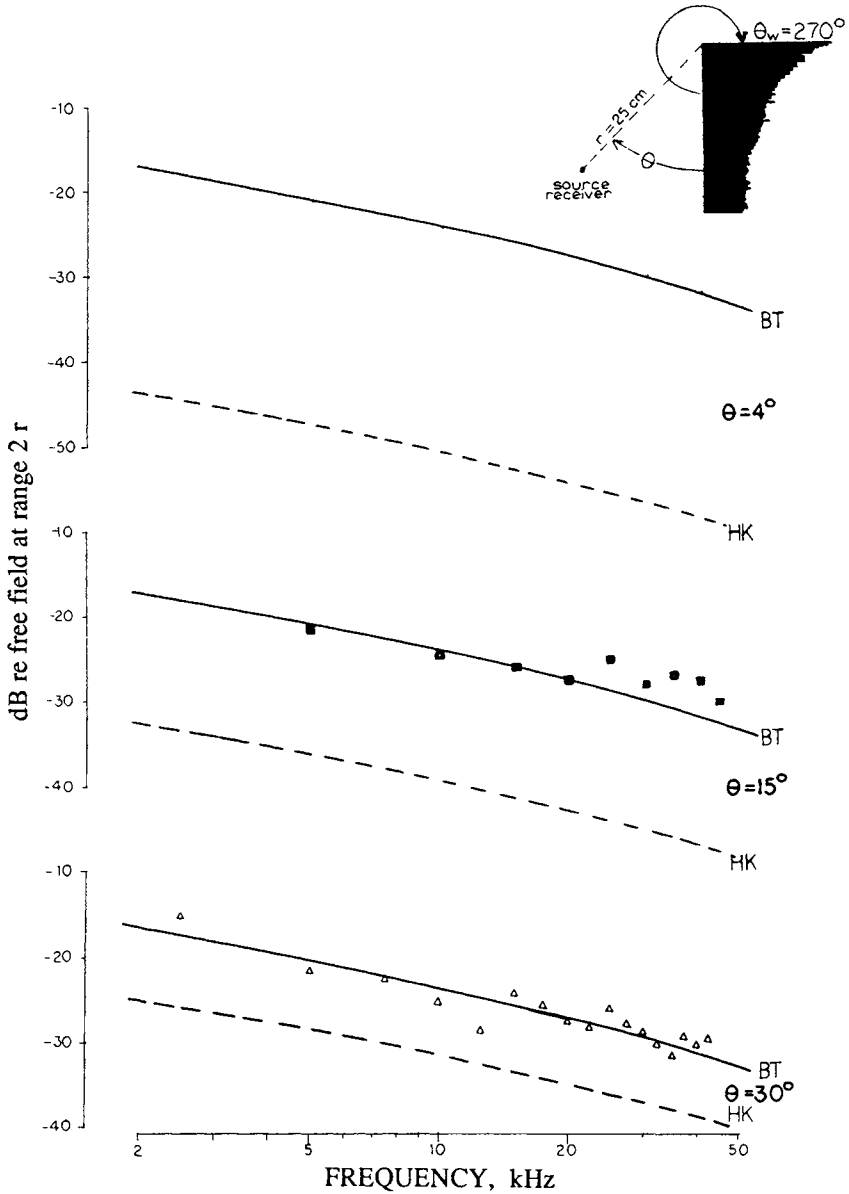 θw=270°
r=25 cm
θ
source
receiver
-10
-20
-30
-40
-50
BT
θ=4°
HK
-10
-20
-30
-40
BT
θ=15°
HK
-10
-20
-30
-40
BT
θ=30°
HK
dB re free field at range 2 r
2 5 10 20 50
FREQUENCY, kHz